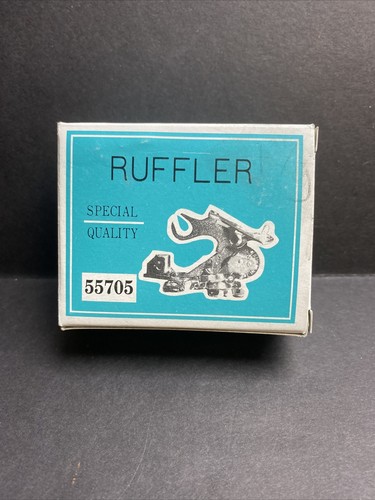 RUFFLER
SPECIAL
QUALITY
55705